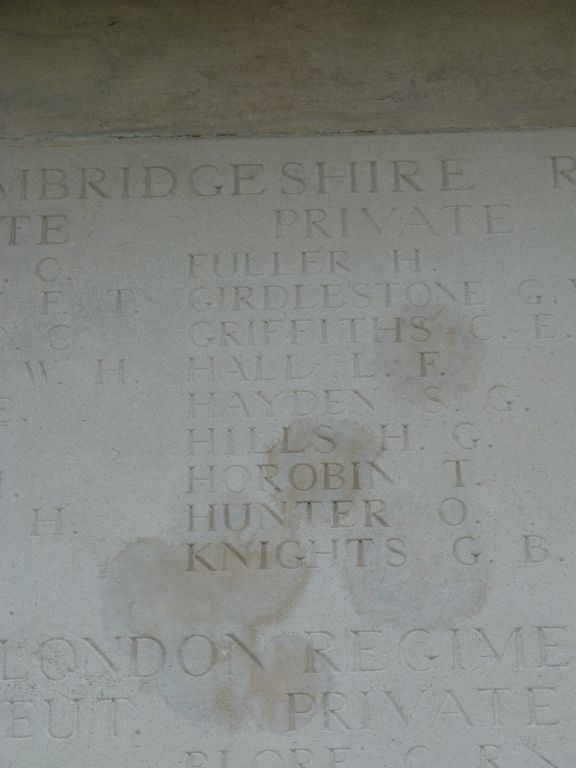 MBRIDGESHIRE R
TE PRIVATE
C. FULLER H.
F. T. GIRDLESTONE G.
C. GRIFFITHS C. E.
W. H. HALL L. F.
HAYDEN S. G.
HILLS H. G.
HOROBIN T.
H. HUNTER O.
KNIGHTS G. B.
LONDON REGIME
EUT. PRIVATE